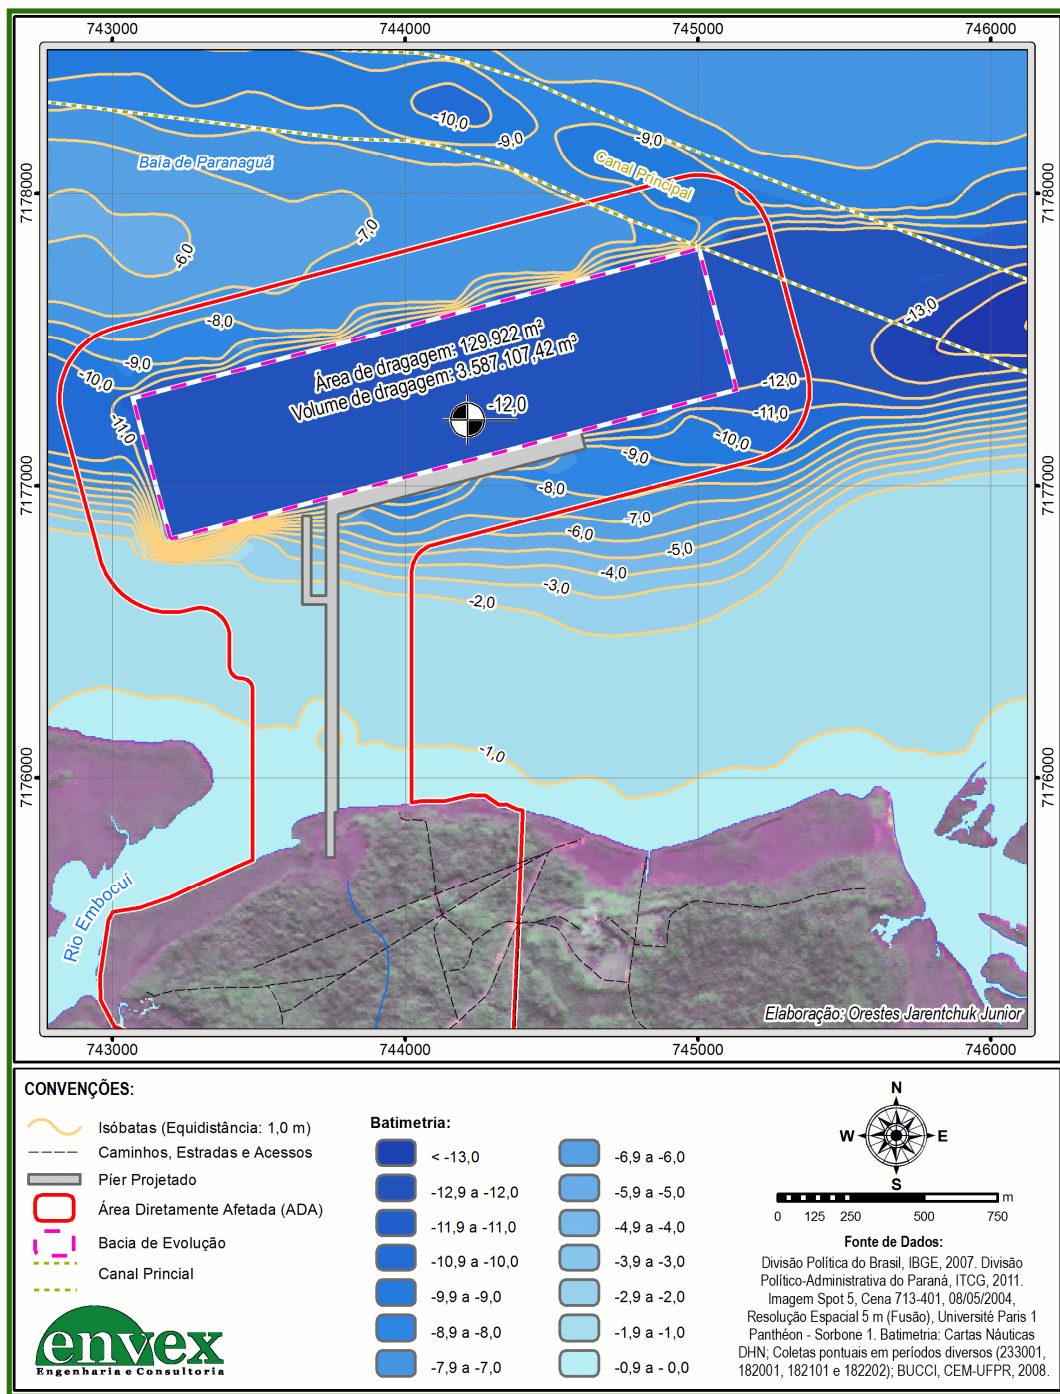 743000 744000 745000 746000
7178000 7178000
7177000 7177000
7176000 7176000
-10,0
-9,0
-9,0
Baia de Paranaguá
Canal Principal
-6,0
-7,0
-8,0
-13,0
Área de dragagem: 129.922 m²
Volume de dragagem: 3.587.107,42 m³
-9,0
-10,0
-11,0
-12,0
-12,0
-11,0
-10,0
-9,0
-8,0
-7,0
-6,0
-5,0
-4,0
-3,0
-2,0
-1,0
Rio Embocuí
Elaboração: Orestes Jarentchuk Junior
743000 744000 745000 746000
CONVENÇÕES:
Isóbatas (Equidistância: 1,0 m)
Caminhos, Estradas e Acessos
Píer Projetado
Área Diretamente Afetada (ADA)
Bacia de Evolução
Canal Princial
envex
Engenharia e Consultoria
Batimetria:
< -13,0
-12,9 a -12,0
-11,9 a -11,0
-10,9 a -10,0
-9,9 a -9,0
-8,9 a -8,0
-7,9 a -7,0
-6,9 a -6,0
-5,9 a -5,0
-4,9 a -4,0
-3,9 a -3,0
-2,9 a -2,0
-1,9 a -1,0
-0,9 a - 0,0
N
W E
S
m
0 125 250 500 750
Fonte de Dados:
Divisão Política do Brasil, IBGE, 2007. Divisão
Político-Administrativa do Paraná, ITCG, 2011.
Imagem Spot 5, Cena 713-401, 08/05/2004,
Resolução Espacial 5 m (Fusão), Université Paris 1
Panthéon - Sorbone 1. Batimetria: Cartas Náuticas
DHN; Coletas pontuais em períodos diversos (233001,
182001, 182101 e 182202); BUCCI, CEM-UFPR, 2008.